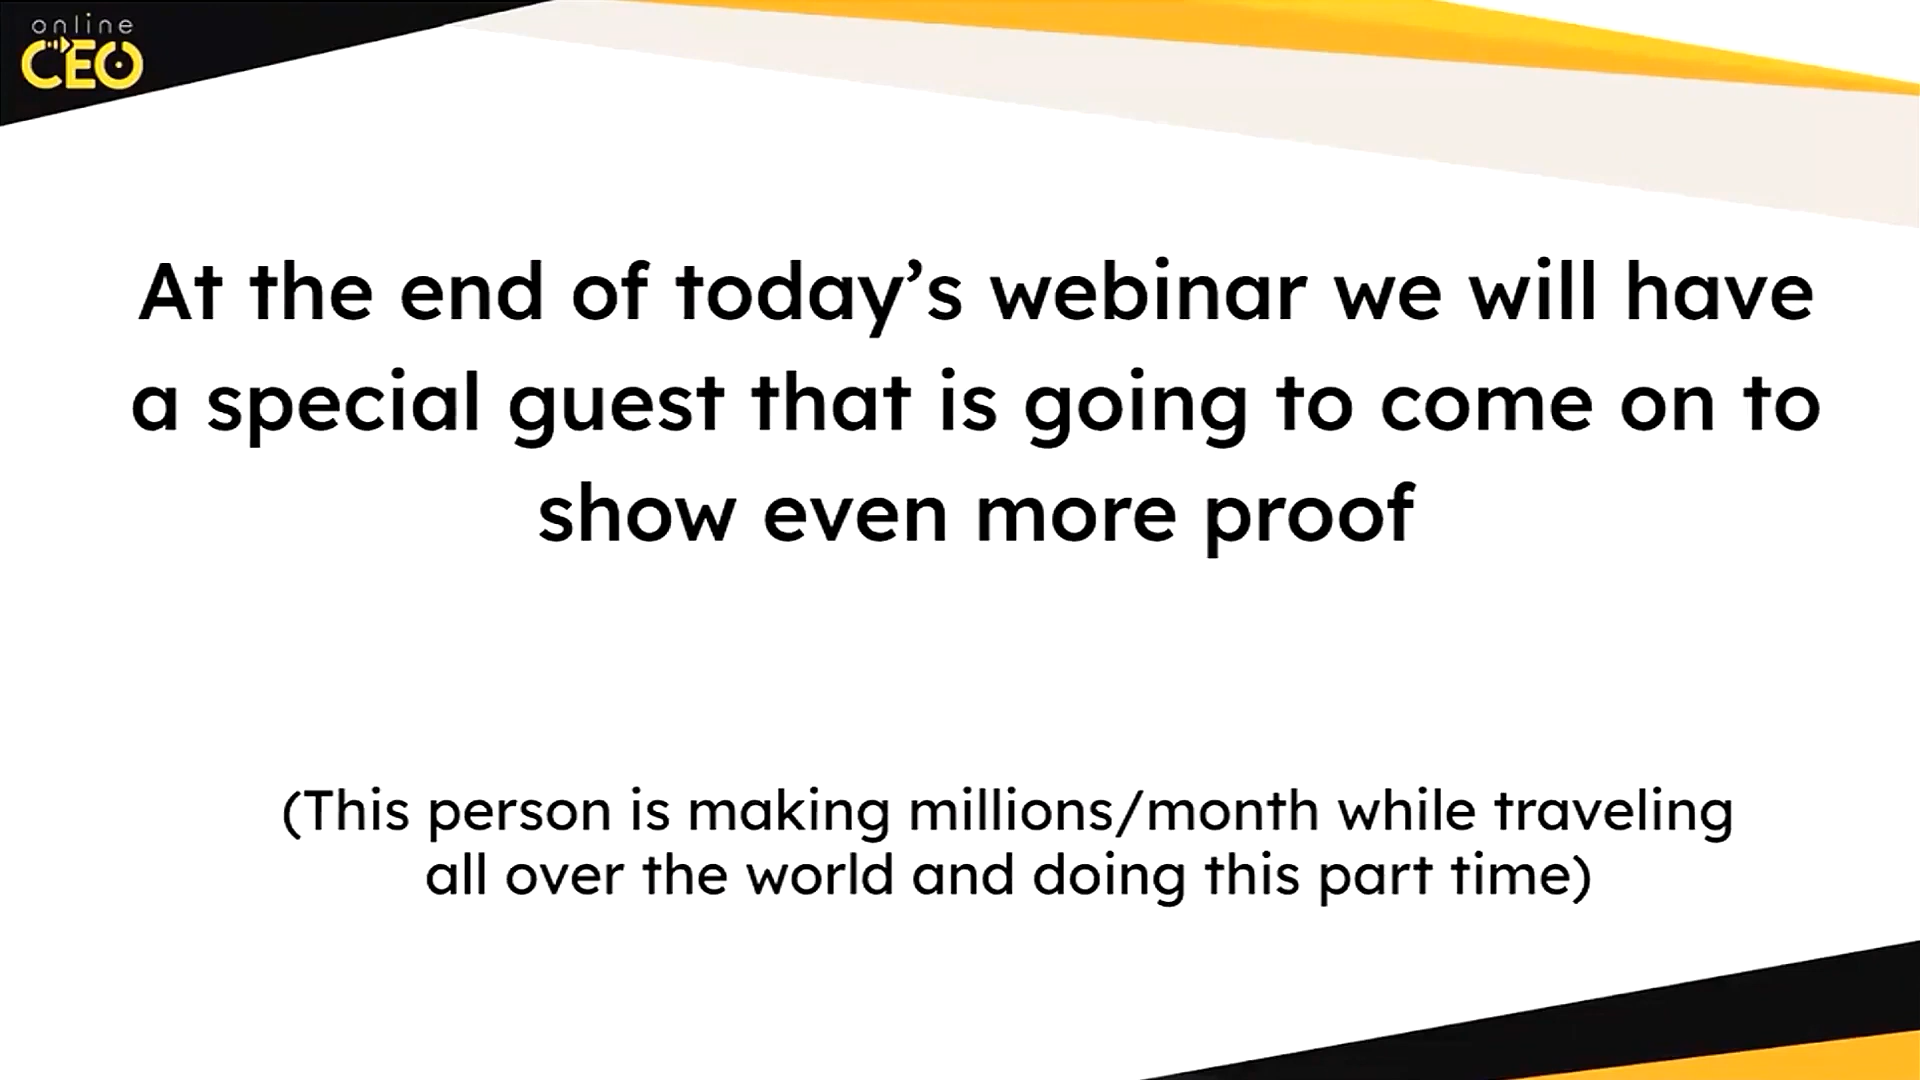 online
CEO
At the end of today’s webinar we will have
a special guest that is going to come on to
show even more proof
(This person is making millions/month while traveling
all over the world and doing this part time)